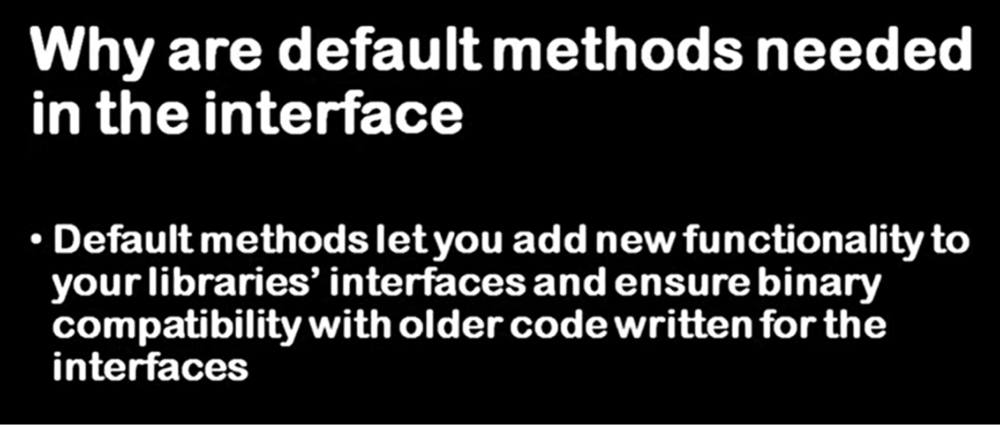 Why are default methods needed
in the interface
• Default methods let you add new functionality to
your libraries’ interfaces and ensure binary
compatibility with older code written for the
interfaces